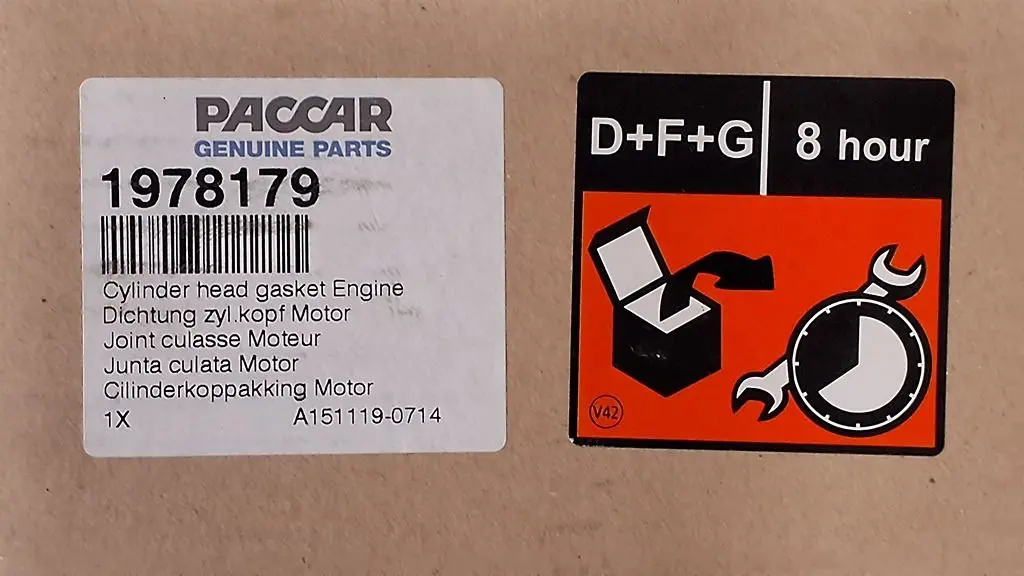 PACCAR
GENUINE PARTS
1978179
Cylinder head gasket Engine
Dichtung zyl.kopf Motor
Joint culasse Moteur
Junta culata Motor
Cilinderkoppakking Motor
1X A151119-0714
D+F+G 8 hour
V42